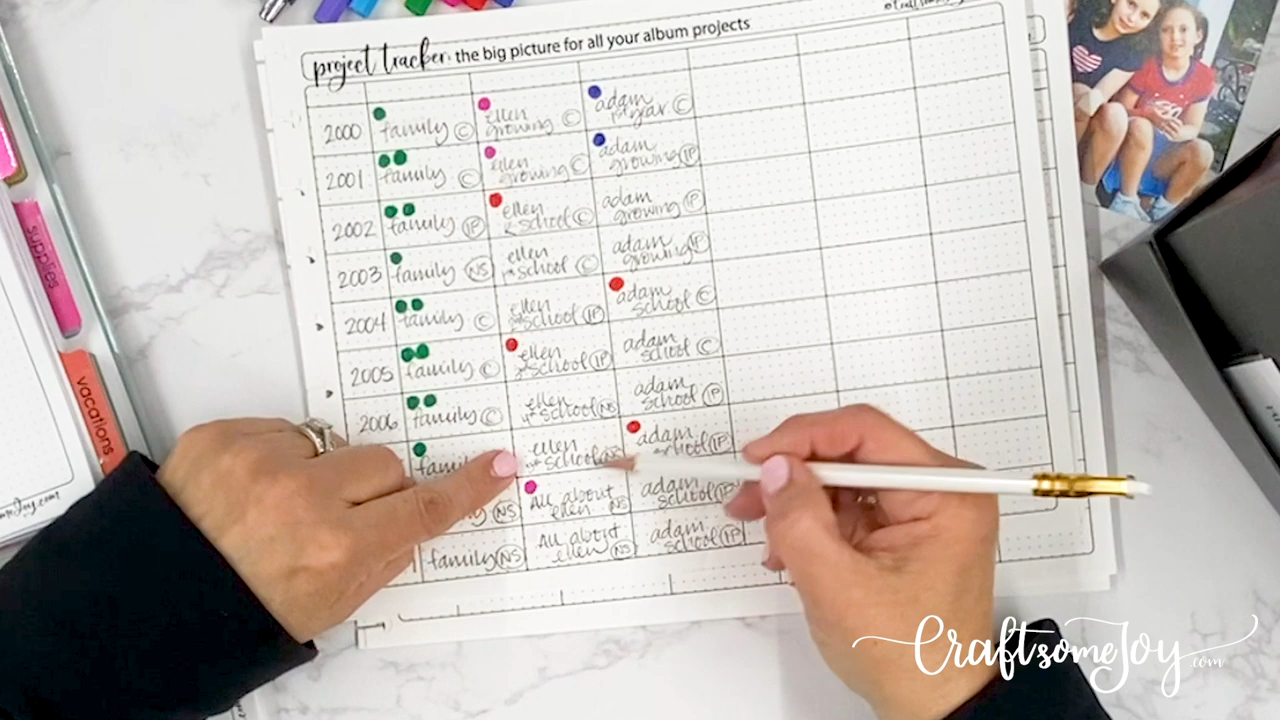 project tracker: the big picture for all your album projects
2000 family C ellen growing C adam 1st year C
2001 family C ellen growing C adam growing IP
2002 family IP ellen school C adam growing IP
2003 family NS ellen school C adam growing IP
2004 family C ellen school IP adam school C
2005 family C ellen school IP adam school C
2006 family C ellen school NS adam school IP
ellen school adam school IP
NS All about ellen NS adam school IP
family NS All about ellen NS adam school IP
supplies
vacations
CraftsomeJoy.com